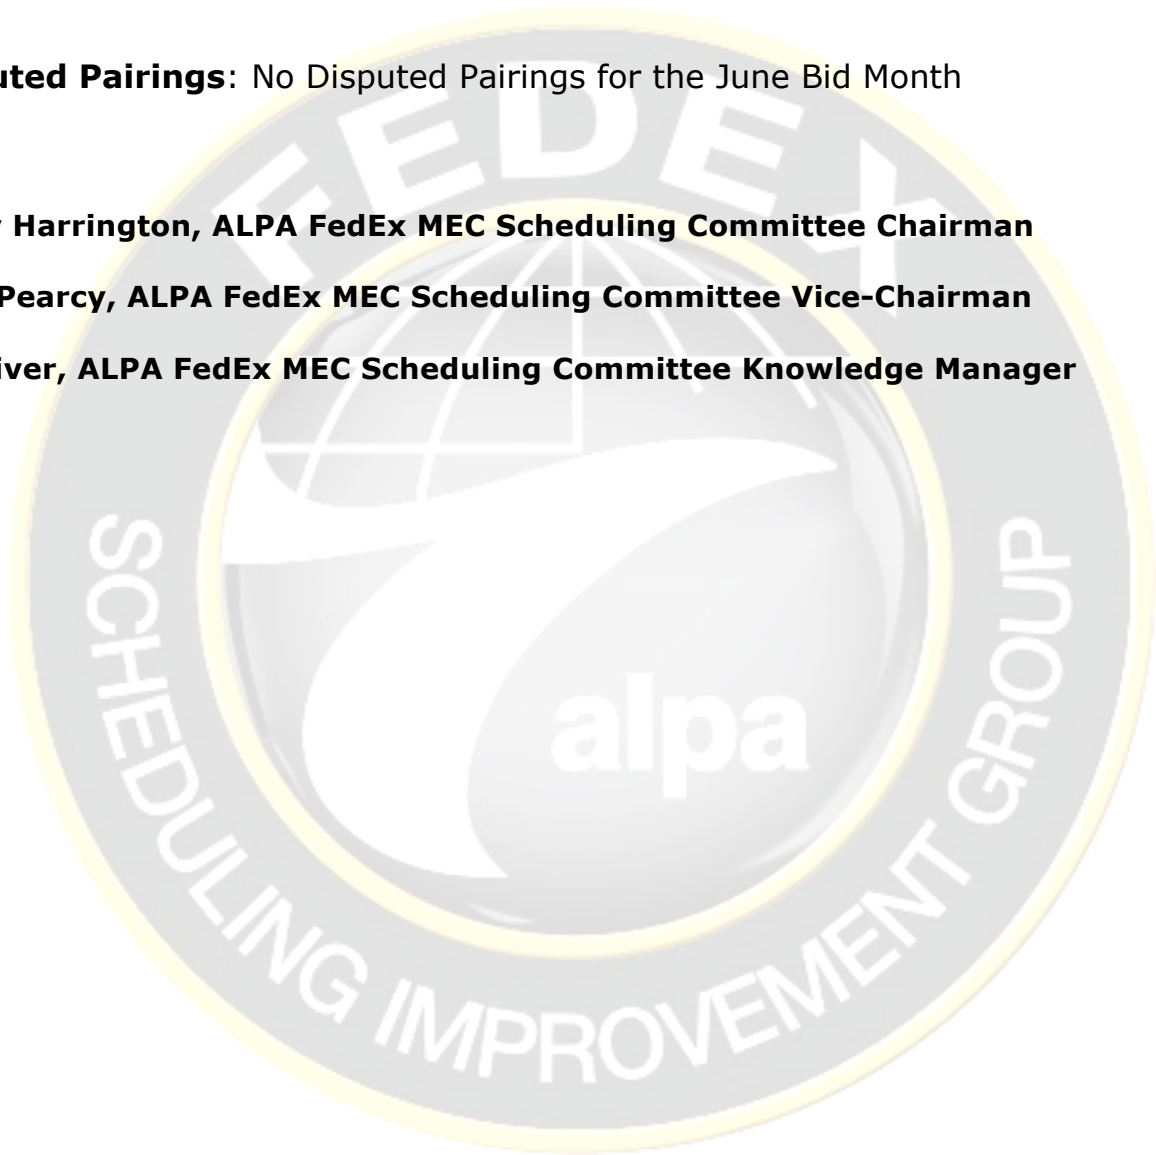 uted Pairings: No Disputed Pairings for the June Bid Month
Harrington, ALPA FedEx MEC Scheduling Committee Chairman
Pearcy, ALPA FedEx MEC Scheduling Committee Vice-Chairman
iver, ALPA FedEx MEC Scheduling Committee Knowledge Manager
FEDEX
alpa
SCHEDULING IMPROVEMENT GROUP